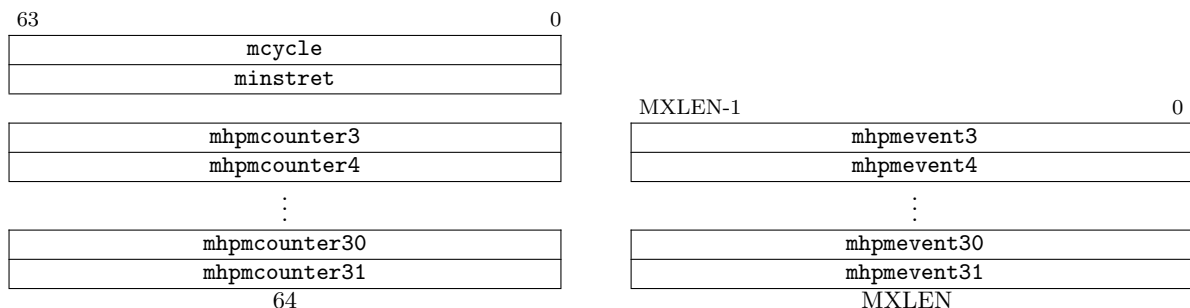 63 0
mcycle
minstret
mhpmcounter3
mhpmcounter4
⋮
mhpmcounter30
mhpmcounter31
64
MXLEN-1 0
mhpmevent3
mhpmevent4
⋮
mhpmevent30
mhpmevent31
MXLEN